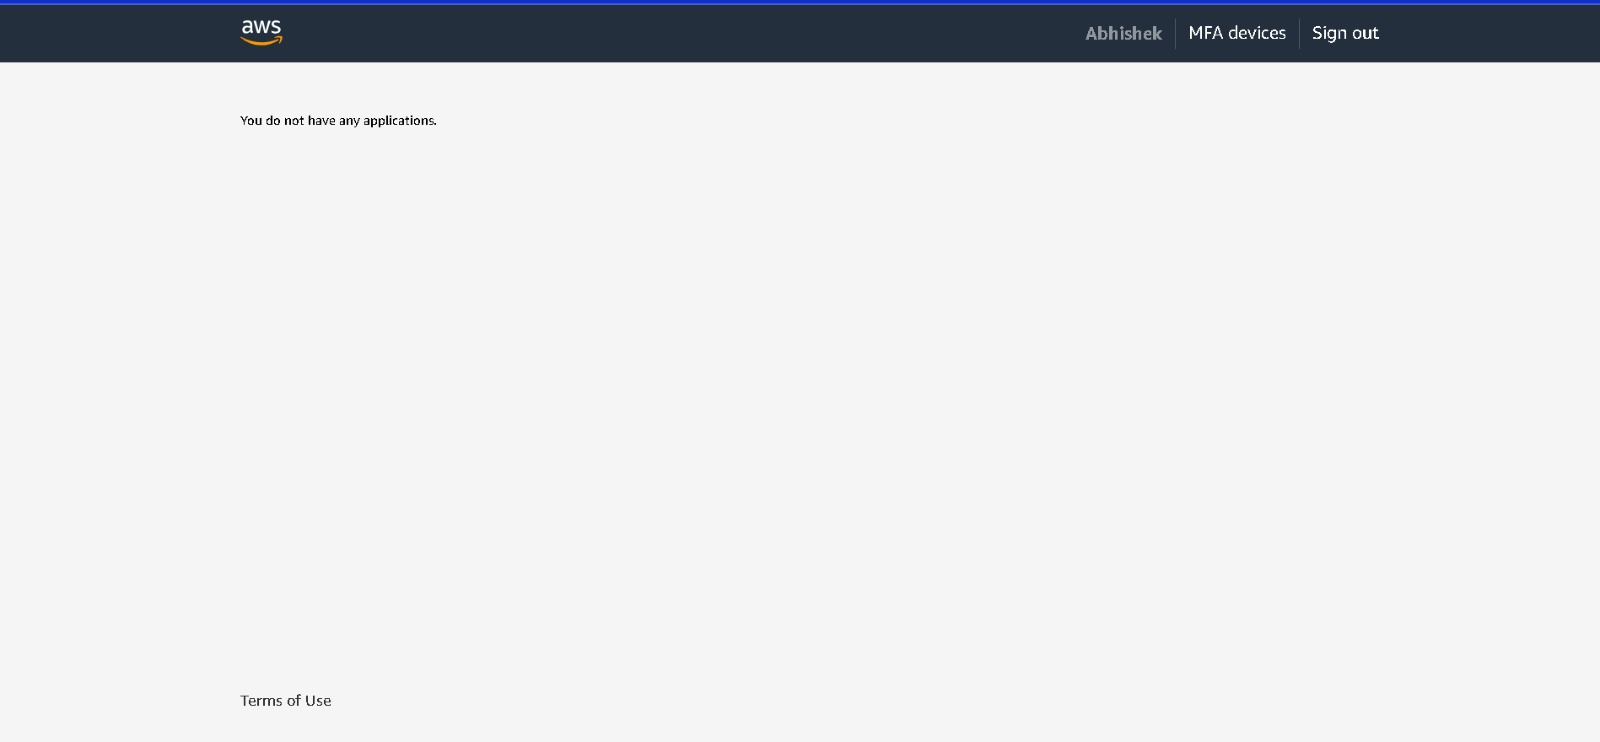 aws
Abhishek
MFA devices
Sign out
You do not have any applications.
Terms of Use